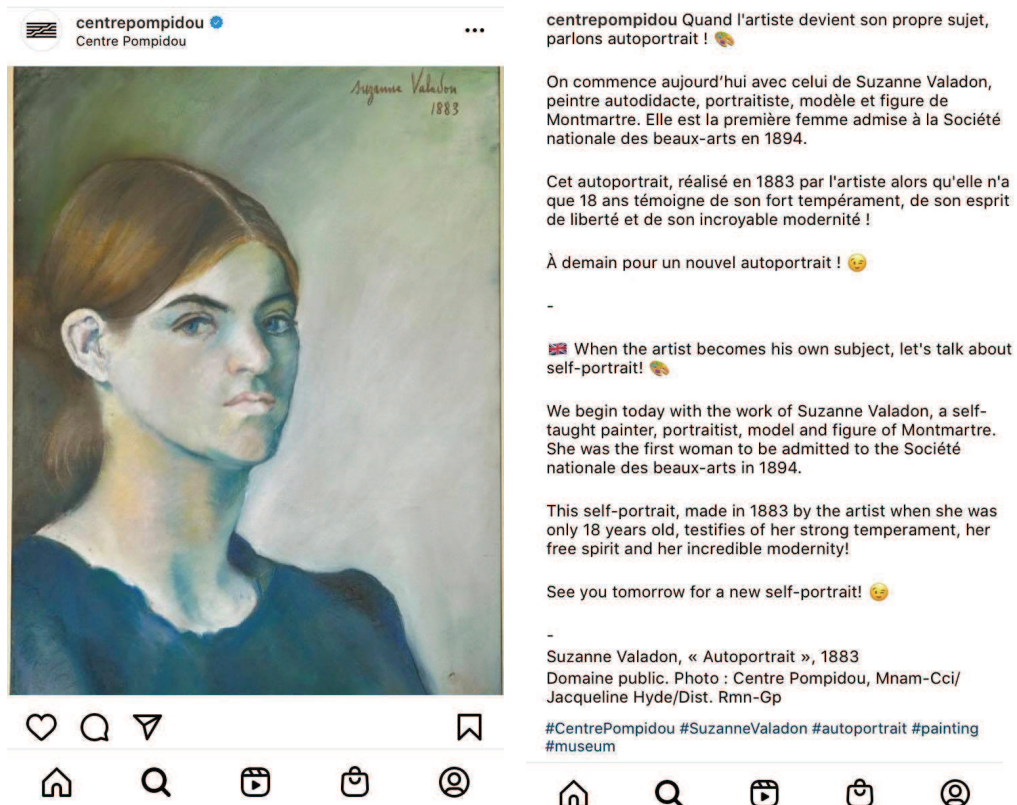 centrepompidou
Centre Pompidou
suzanne Valadon
1883
centrepompidou Quand l'artiste devient son propre sujet,
parlons autoportrait ! 🎨
On commence aujourd’hui avec celui de Suzanne Valadon,
peintre autodidacte, portraitiste, modèle et figure de
Montmartre. Elle est la première femme admise à la Société
nationale des beaux-arts en 1894.
Cet autoportrait, réalisé en 1883 par l'artiste alors qu'elle n'a
que 18 ans témoigne de son fort tempérament, de son esprit
de liberté et de son incroyable modernité !
À demain pour un nouvel autoportrait ! 😉
-
🇬🇧 When the artist becomes his own subject, let's talk about
self-portrait! 🎨
We begin today with the work of Suzanne Valadon, a self-
taught painter, portraitist, model and figure of Montmartre.
She was the first woman to be admitted to the Société
nationale des beaux-arts in 1894.
This self-portrait, made in 1883 by the artist when she was
only 18 years old, testifies of her strong temperament, her
free spirit and her incredible modernity!
See you tomorrow for a new self-portrait! 😉
-
Suzanne Valadon, « Autoportrait », 1883
Domaine public. Photo : Centre Pompidou, Mnam-Cci/
Jacqueline Hyde/Dist. Rmn-Gp
#CentrePompidou #SuzanneValadon #autoportrait #painting
#museum